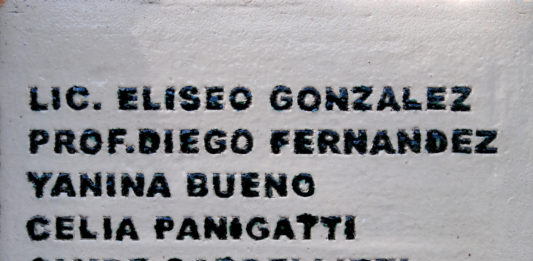 LIC. ELISEO GONZALEZ
PROF.DIEGO FERNANDEZ
YANINA BUENO
CELIA PANIGATTI